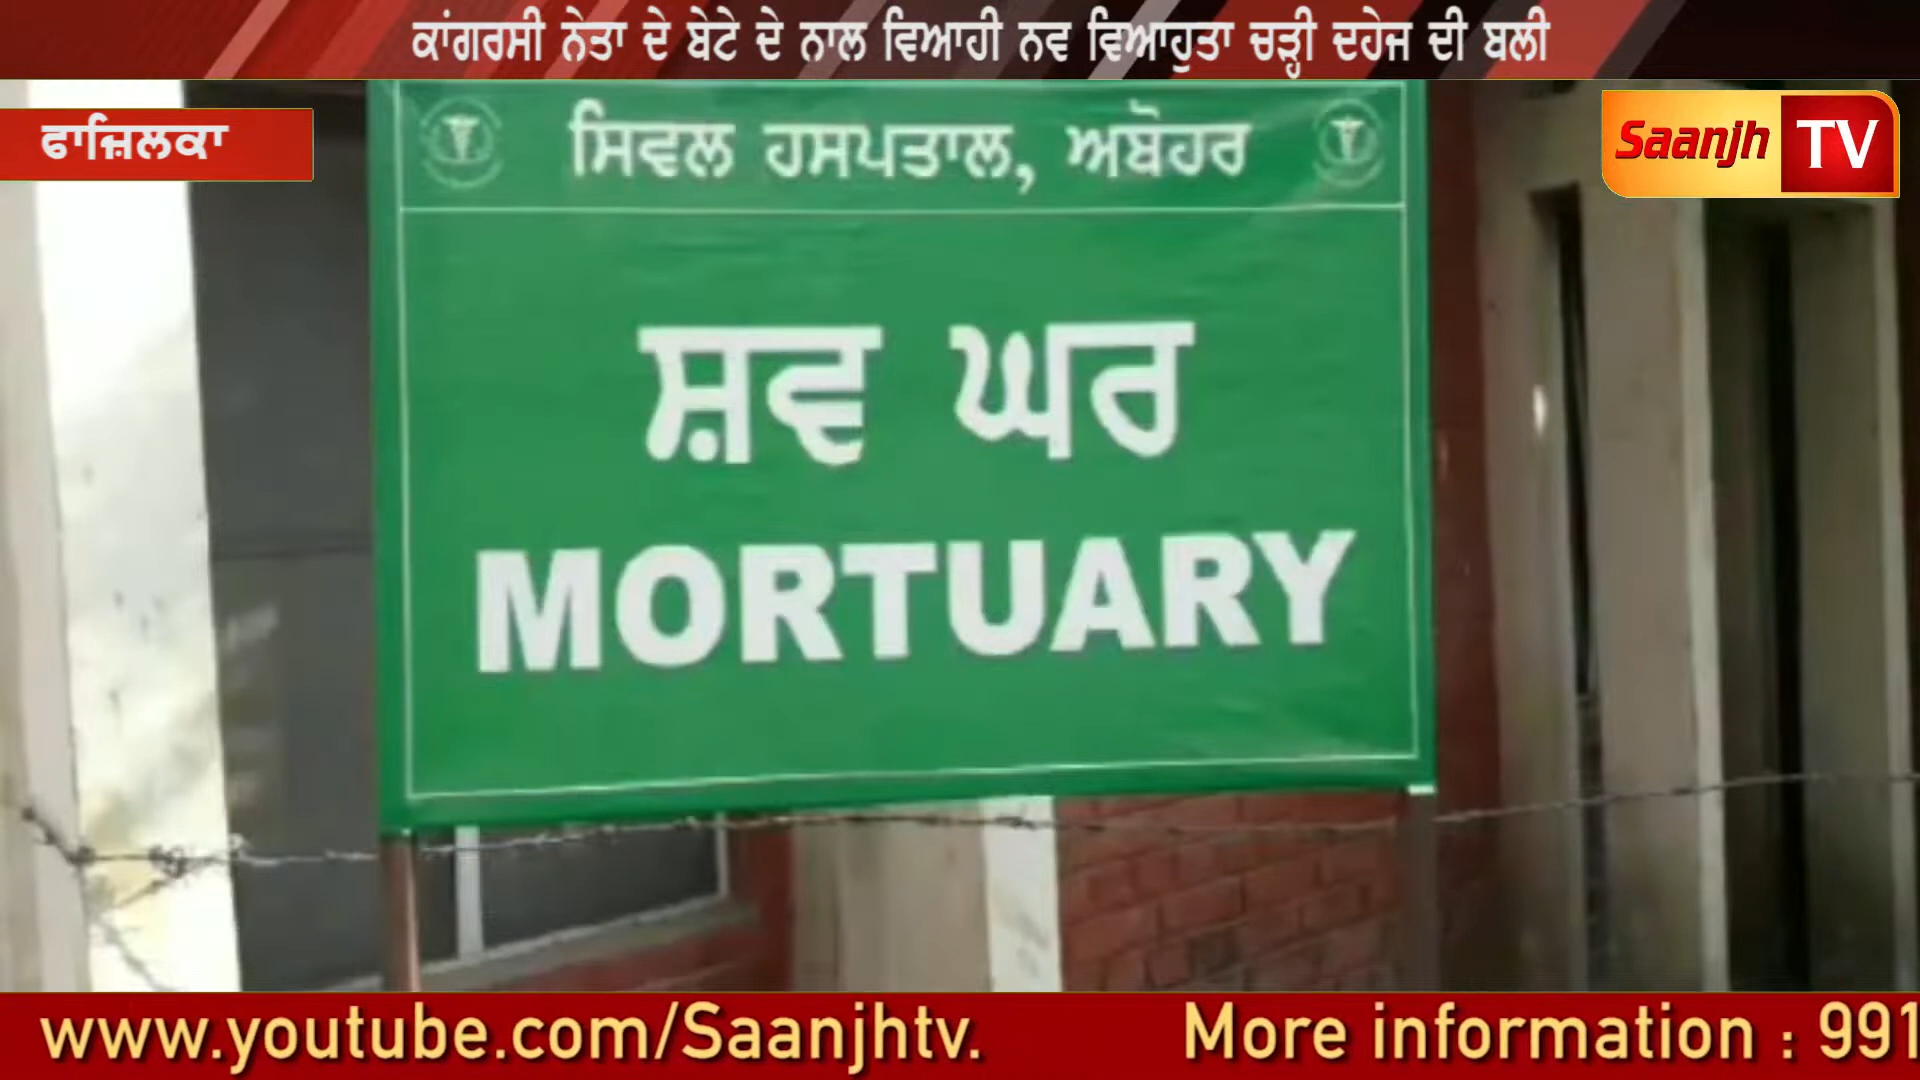 ਕਾਂਗਰਸੀ ਨੇਤਾ ਦੇ ਬੇਟੇ ਦੇ ਨਾਲ ਵਿਆਹੀ ਨਵ ਵਿਆਹੁਤਾ ਚੜ੍ਹੀ ਦਹੇਜ ਦੀ ਬਲੀ
ਫਾਜ਼ਿਲਕਾ
Saanjh TV
ਸਿਵਲ ਹਸਪਤਾਲ, ਅਬੋਹਰ
ਸ਼ਵ ਘਰ
MORTUARY
www.youtube.com/Saanjhtv. More information : 991